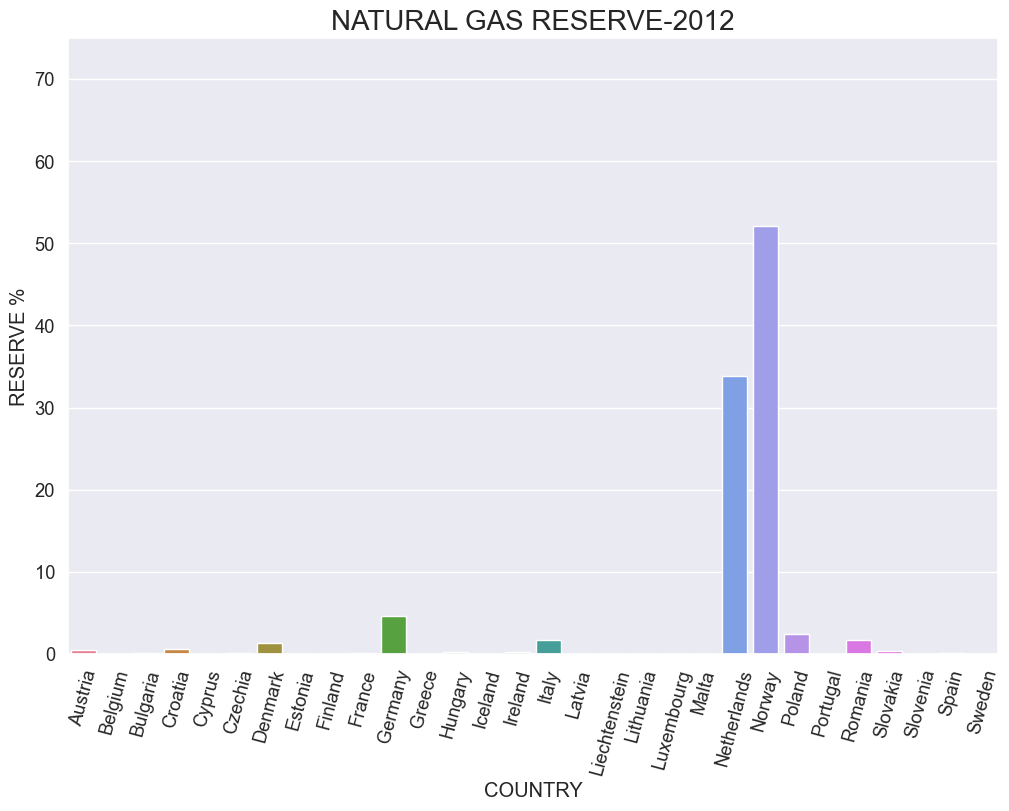 NATURAL GAS RESERVE-2012
70
60
50
40
30
20
10
0
RESERVE %
Austria
Belgium
Bulgaria
Croatia
Cyprus
Czechia
Denmark
Estonia
Finland
France
Germany
Greece
Hungary
Iceland
Ireland
Italy
Latvia
Liechtenstein
Lithuania
Luxembourg
Malta
Netherlands
Norway
Poland
Portugal
Romania
Slovakia
Slovenia
Spain
Sweden
COUNTRY